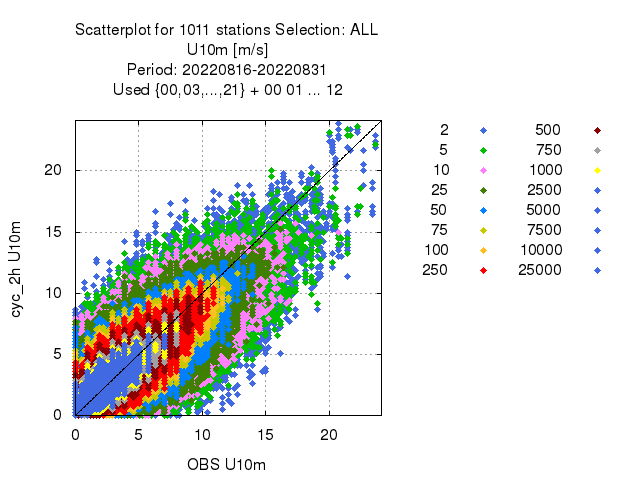 Scatterplot for 1011 stations Selection: ALL
U10m [m/s]
Period: 20220816-20220831
Used {00,03,...,21} + 00 01 ... 12
cyc_2h U10m
20
15
10
5
0
0 5 10 15 20
OBS U10m
2 500
5 750
10 1000
25 2500
50 5000
75 7500
100 10000
250 25000